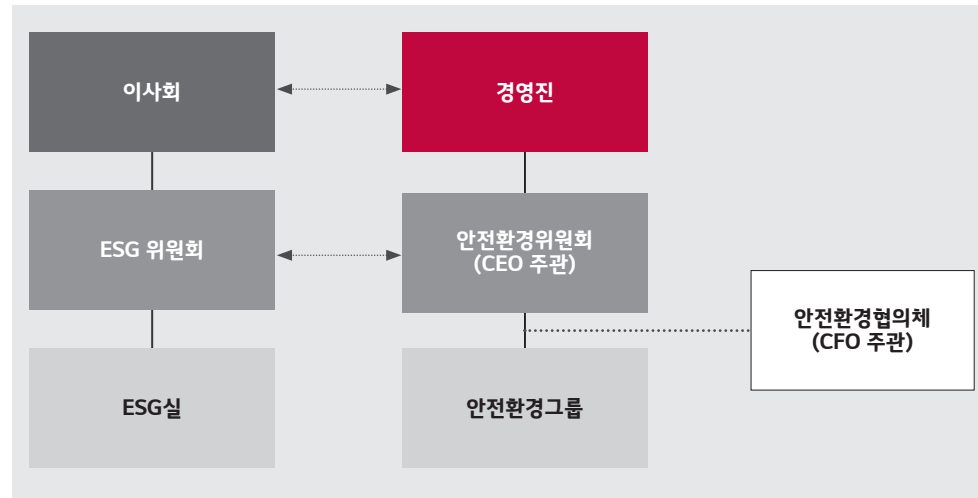 이사회
경영진
ESG 위원회
안전환경위원회
(CEO 주관)
안전환경협의체
(CFO 주관)
ESG실
안전환경그룹